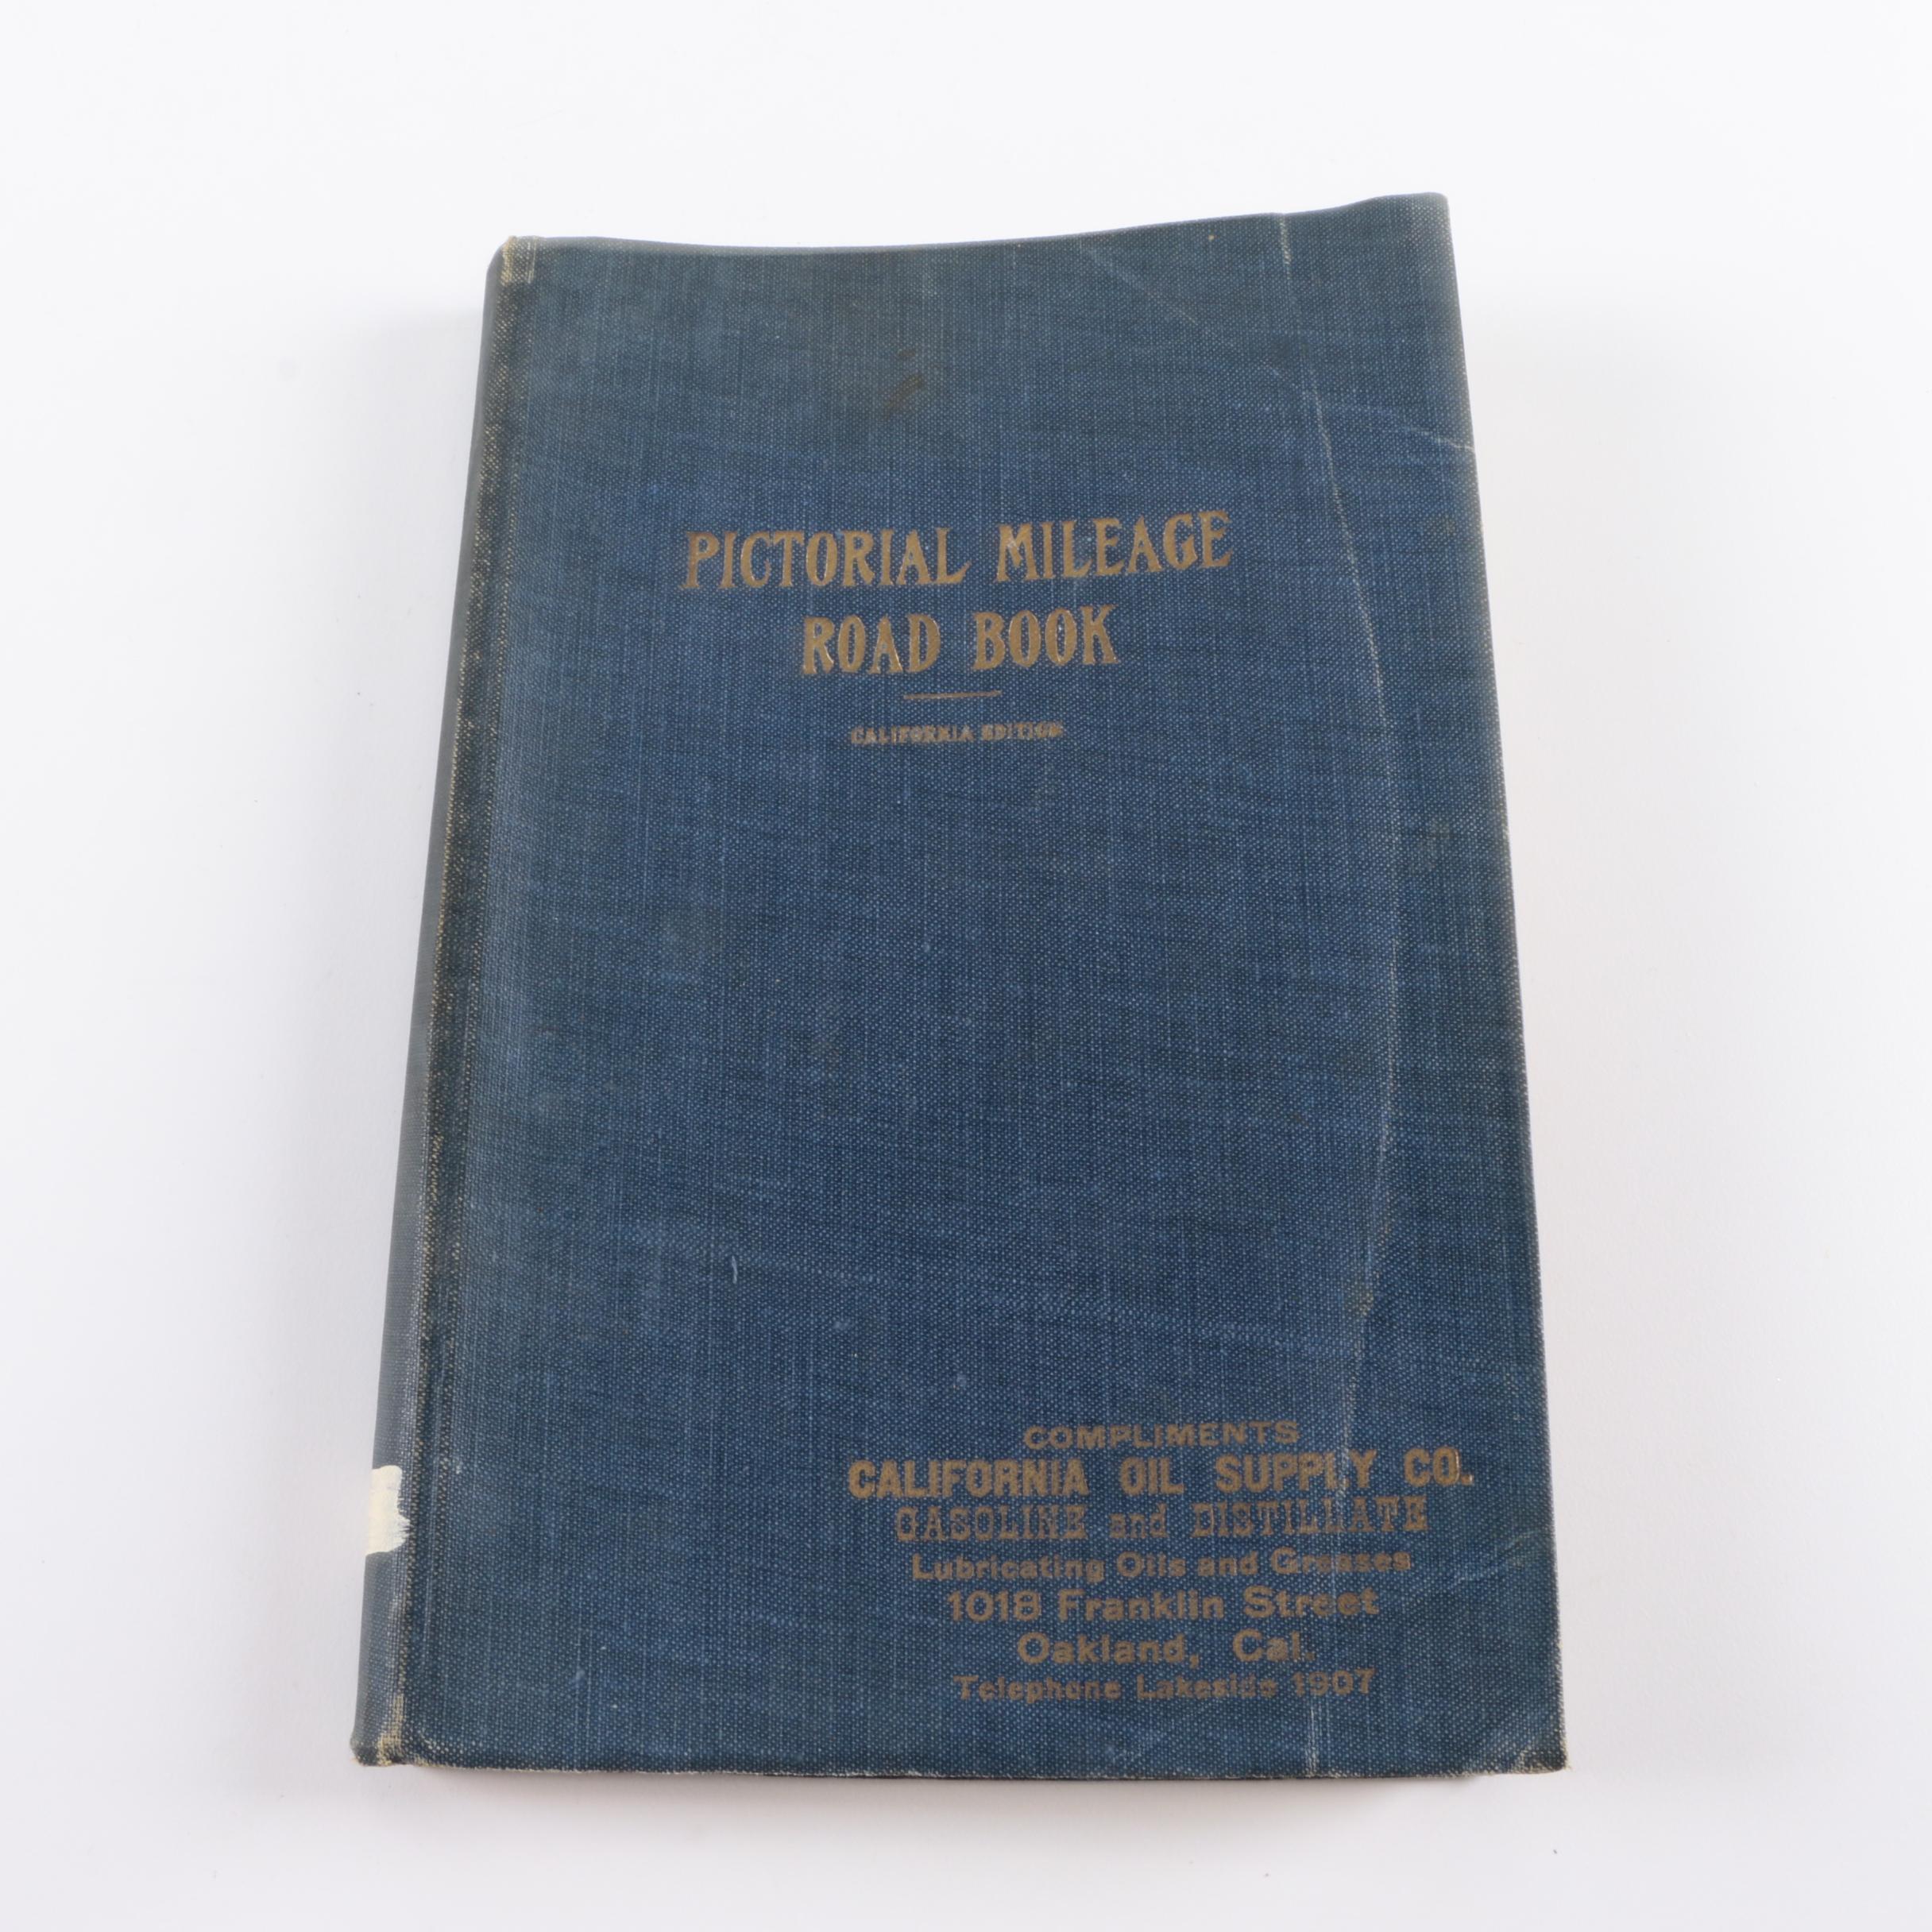 PICTORIAL MILEAGE
ROAD BOOK
CALIFORNIA EDITION
COMPLIMENTS
CALIFORNIA OIL SUPPLY CO.
GASOLINE and DISTILLATE
Lubricating Oils and Greases
1018 Franklin Street
Oakland, Cal.
Telephone Lakeside 1907